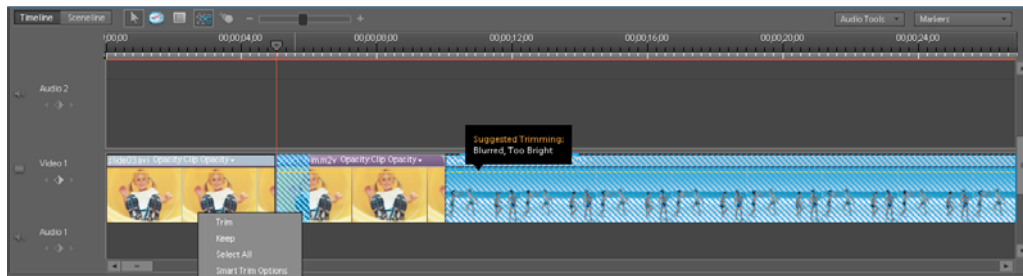 Timeline Sceneline
Audio Tools
Markers
00;00;04;00 00;00;08;00 00;00;12;00 00;00;16;00 00;00;20;00 00;00;24;00
Audio 2
Suggested Trimming:
Blurred, Too Bright
Video 1
slide03.avi Opacity:Clip Opacity
Opacity:Clip Opacity
Audio 1
Trim
Keep
Select All
Smart Trim Options